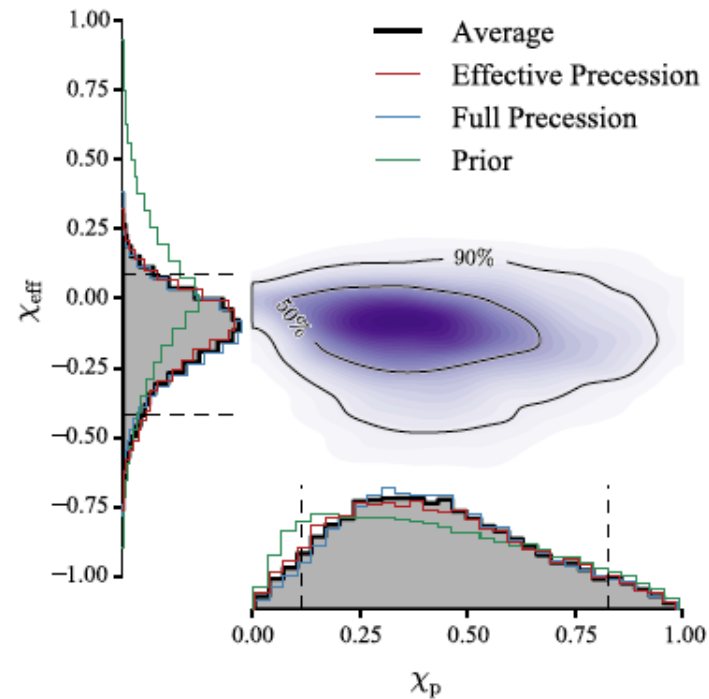 Average
Effective Precession
Full Precession
Prior
1.00
0.75
0.50
0.25
0.00
−0.25
−0.50
−0.75
−1.00
χeff
90%
50%
0.00 0.25 0.50 0.75 1.00
χp